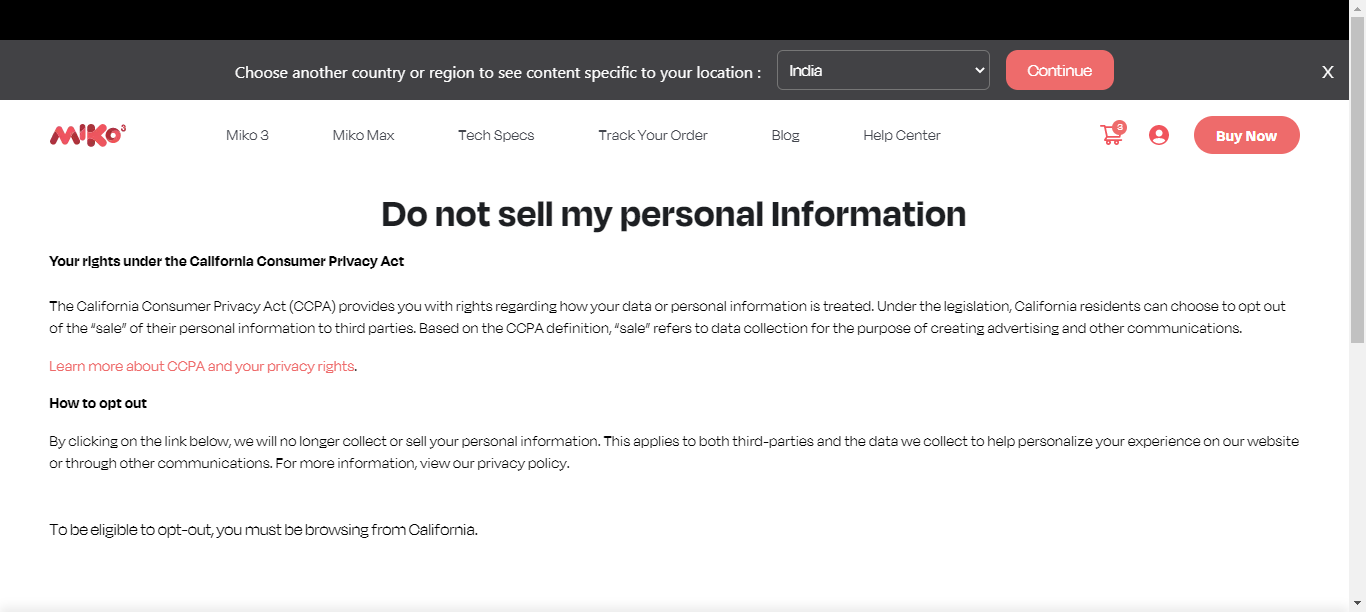 Choose another country or region to see content specific to your location :
India
Continue
X
MIKO3
Miko 3
Miko Max
Tech Specs
Track Your Order
Blog
Help Center
3
Buy Now
Do not sell my personal Information
Your rights under the California Consumer Privacy Act
The California Consumer Privacy Act (CCPA) provides you with rights regarding how your data or personal information is treated. Under the legislation, California residents can choose to opt out
of the “sale” of their personal information to third parties. Based on the CCPA definition, “sale” refers to data collection for the purpose of creating advertising and other communications.
Learn more about CCPA and your privacy rights.
How to opt out
By clicking on the link below, we will no longer collect or sell your personal information. This applies to both third-parties and the data we collect to help personalize your experience on our website
or through other communications. For more information, view our privacy policy.
To be eligible to opt-out, you must be browsing from California.